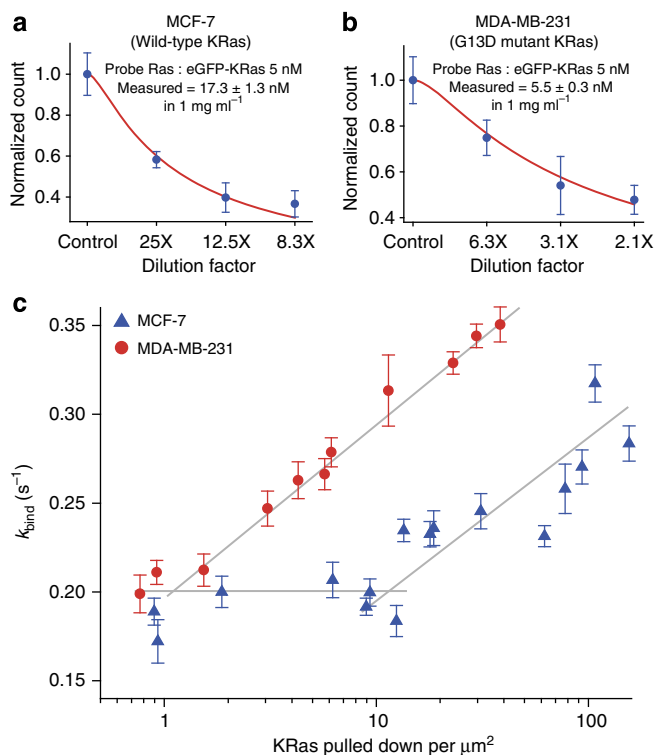 a
MCF-7
(Wild-type KRas)
Probe Ras : eGFP-KRas 5 nM
Measured = 17.3 ± 1.3 nM
in 1 mg ml⁻¹
Normalized count
1.0
0.8
0.6
0.4
Control 25X 12.5X 8.3X
Dilution factor
b
MDA-MB-231
(G13D mutant KRas)
Probe Ras : eGFP-KRas 5 nM
Measured = 5.5 ± 0.3 nM
in 1 mg ml⁻¹
Normalized count
1.0
0.8
0.6
0.4
Control 6.3X 3.1X 2.1X
Dilution factor
c
MCF-7
MDA-MB-231
k_bind (s⁻¹)
0.35
0.30
0.25
0.20
0.15
1 10 100
KRas pulled down per μm²